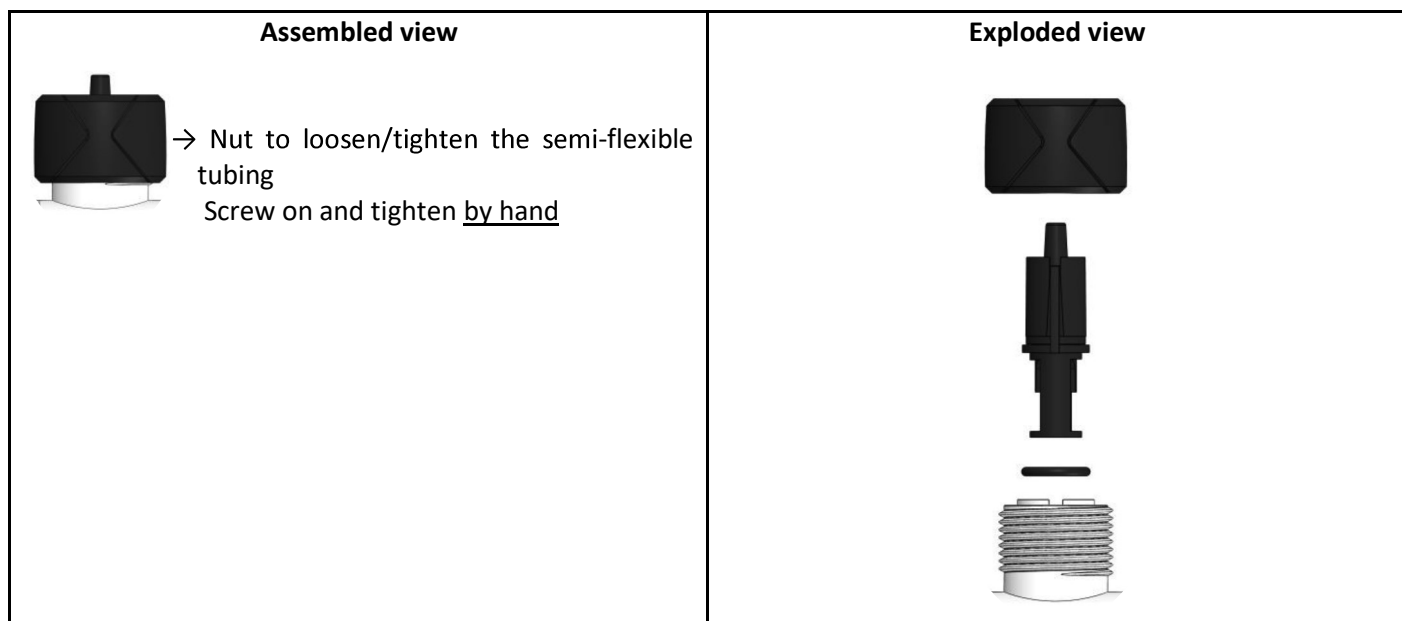 Assembled view
Exploded view
→ Nut to loosen/tighten the semi-flexible
tubing
Screw on and tighten by hand